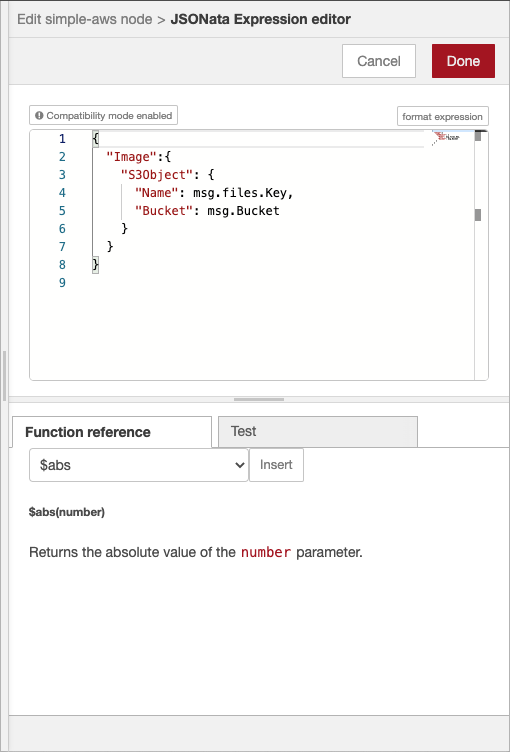 Edit simple-aws node > JSONata Expression editor
Cancel
Done
Compatibility mode enabled
format expression
1 {
2 "Image":{
3 "S3Object": {
4 "Name": msg.files.Key,
5 "Bucket": msg.Bucket
6 }
7 }
8 }
9
Function reference
Test
$abs
Insert
$abs(number)
Returns the absolute value of the number parameter.